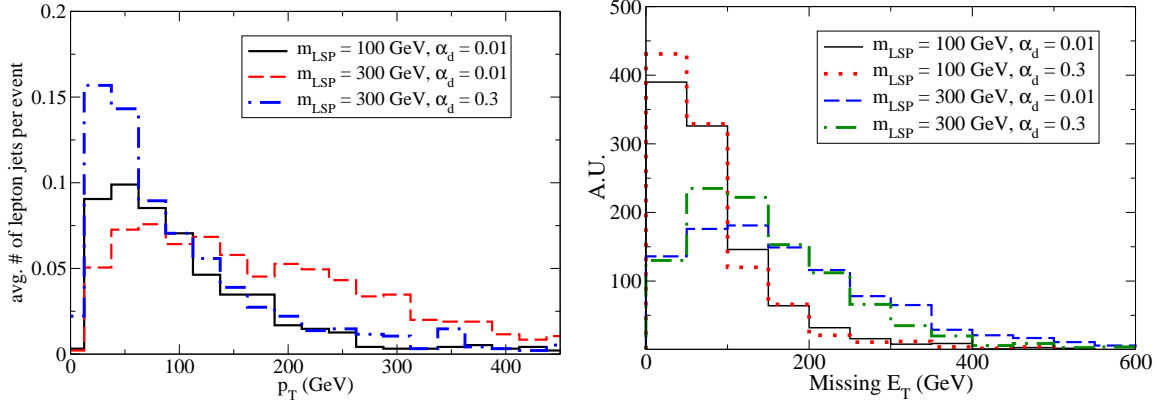 avg. # of lepton jets per event
0.2
0.15
0.1
0.05
0
m_LSP = 100 GeV, α_d = 0.01
m_LSP = 300 GeV, α_d = 0.01
m_LSP = 300 GeV, α_d = 0.3
0 100 200 300 400
p_T (GeV)
A.U.
500
400
300
200
100
m_LSP = 100 GeV, α_d = 0.01
m_LSP = 100 GeV, α_d = 0.3
m_LSP = 300 GeV, α_d = 0.01
m_LSP = 300 GeV, α_d = 0.3
0 200 400 600
Missing E_T (GeV)